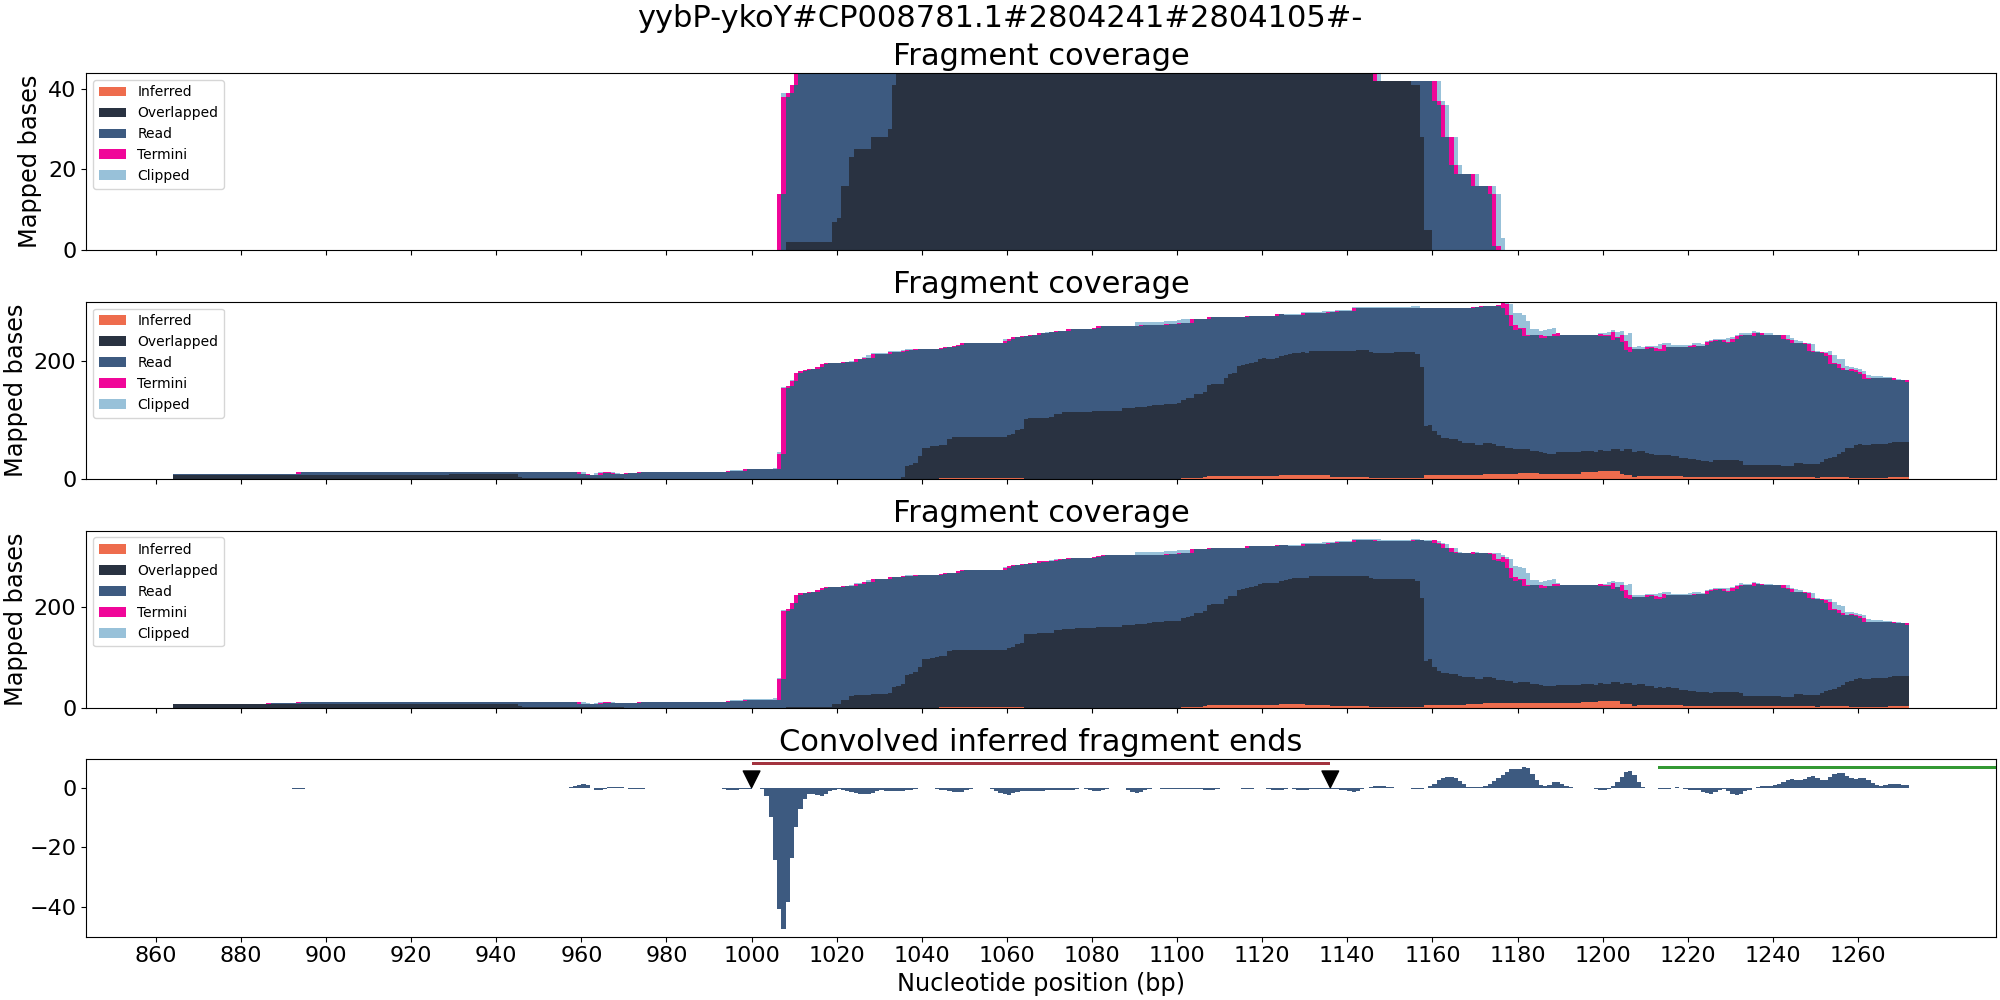 yybP-ykoY#CP008781.1#2804241#2804105#-
Fragment coverage
Mapped bases
40
20
0
Inferred
Overlapped
Read
Termini
Clipped
Fragment coverage
Mapped bases
200
0
Inferred
Overlapped
Read
Termini
Clipped
Fragment coverage
Mapped bases
200
0
Inferred
Overlapped
Read
Termini
Clipped
Convolved inferred fragment ends
0
−20
−40
860 880 900 920 940 960 980 1000 1020 1040 1060 1080 1100 1120 1140 1160 1180 1200 1220 1240 1260
Nucleotide position (bp)